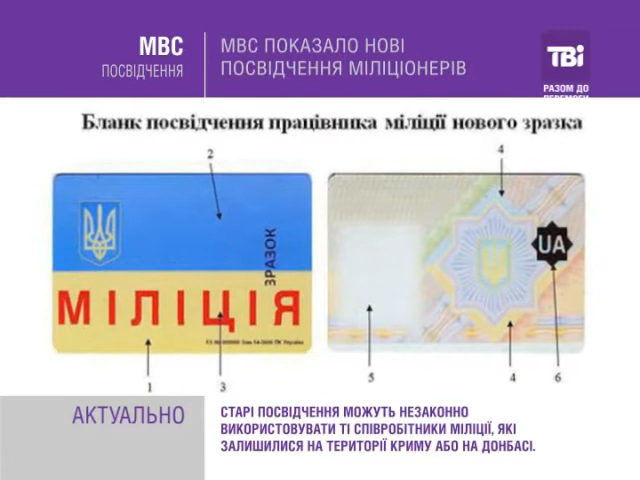 МВС
ПОСВІДЧЕННЯ
МВС ПОКАЗАЛО НОВІ
ПОСВІДЧЕННЯ МІЛІЦІОНЕРІВ
ТВі
РАЗОМ ДО
ПЕРЕМОГИ
Бланк посвідчення працівника міліції нового зразка
2
4
ЗРАЗОК
UA
МІЛІЦІЯ
1
3
5
4
6
АКТУАЛЬНО
СТАРІ ПОСВІДЧЕННЯ МОЖУТЬ НЕЗАКОННО
ВИКОРИСТОВУВАТИ ТІ СПІВРОБІТНИКИ МІЛІЦІЇ, ЯКІ
ЗАЛИШИЛИСЯ НА ТЕРИТОРІЇ КРИМУ АБО НА ДОНБАСІ.